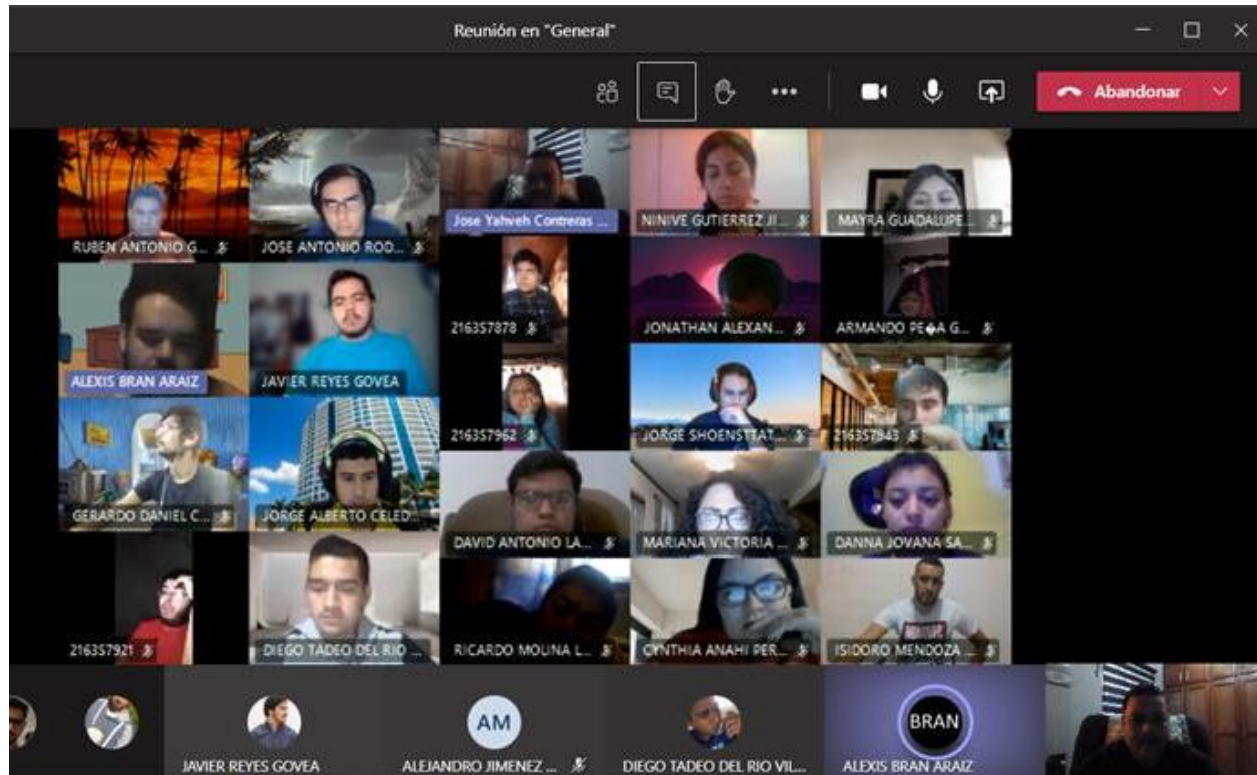 Reunión en "General"
Abandonar
RUBEN ANTONIO G...
JOSE ANTONIO ROD...
Jose Yahveh Contreras ...
NINIVE GUTIERREZ JI...
MAYRA GUADALUPE...
216357878
JONATHAN ALEXAN...
ARMANDO PE�A G...
ALEXIS BRAN ARAIZ
JAVIER REYES GOVEA
216357962
JORGE SHOENSTTAT...
216357943
GERARDO DANIEL C...
JORGE ALBERTO CELED...
DAVID ANTONIO LA...
MARIANA VICTORIA ...
DANNA JOVANA SA...
216357921
DIEGO TADEO DEL RIO ...
RICARDO MOLINA L...
CYNTHIA ANAHI PER...
ISIDORO MENDOZA ...
AM
BRAN
JAVIER REYES GOVEA
ALEJANDRO JIMENEZ ...
DIEGO TADEO DEL RIO VIL...
ALEXIS BRAN ARAIZ